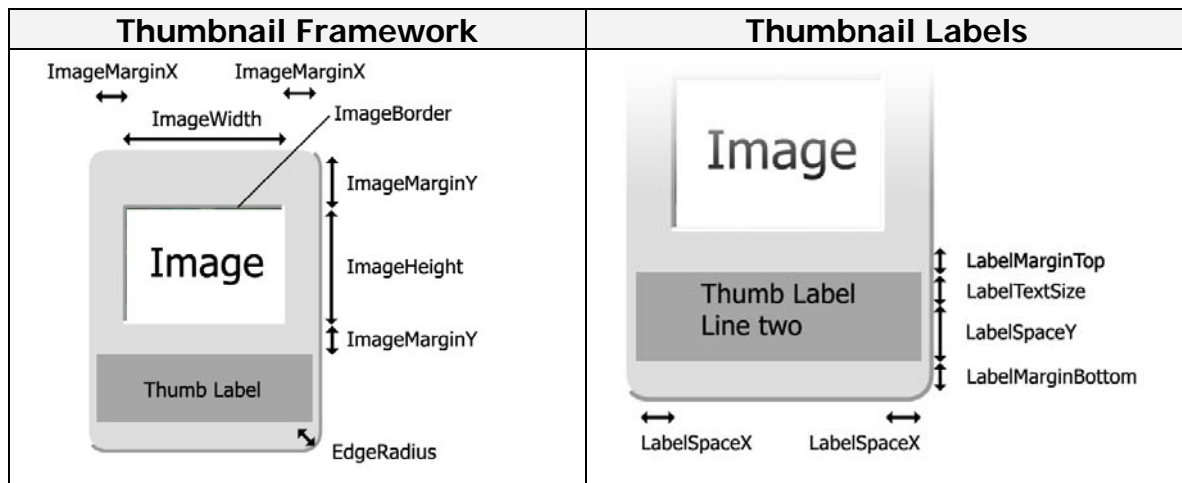 Thumbnail Framework
Thumbnail Labels
ImageMarginX ImageMarginX
ImageWidth
ImageBorder
ImageMarginY
Image
ImageHeight
ImageMarginY
Thumb Label
EdgeRadius
Image
LabelMarginTop
Thumb Label
LabelTextSize
Line two
LabelSpaceY
LabelMarginBottom
LabelSpaceX LabelSpaceX